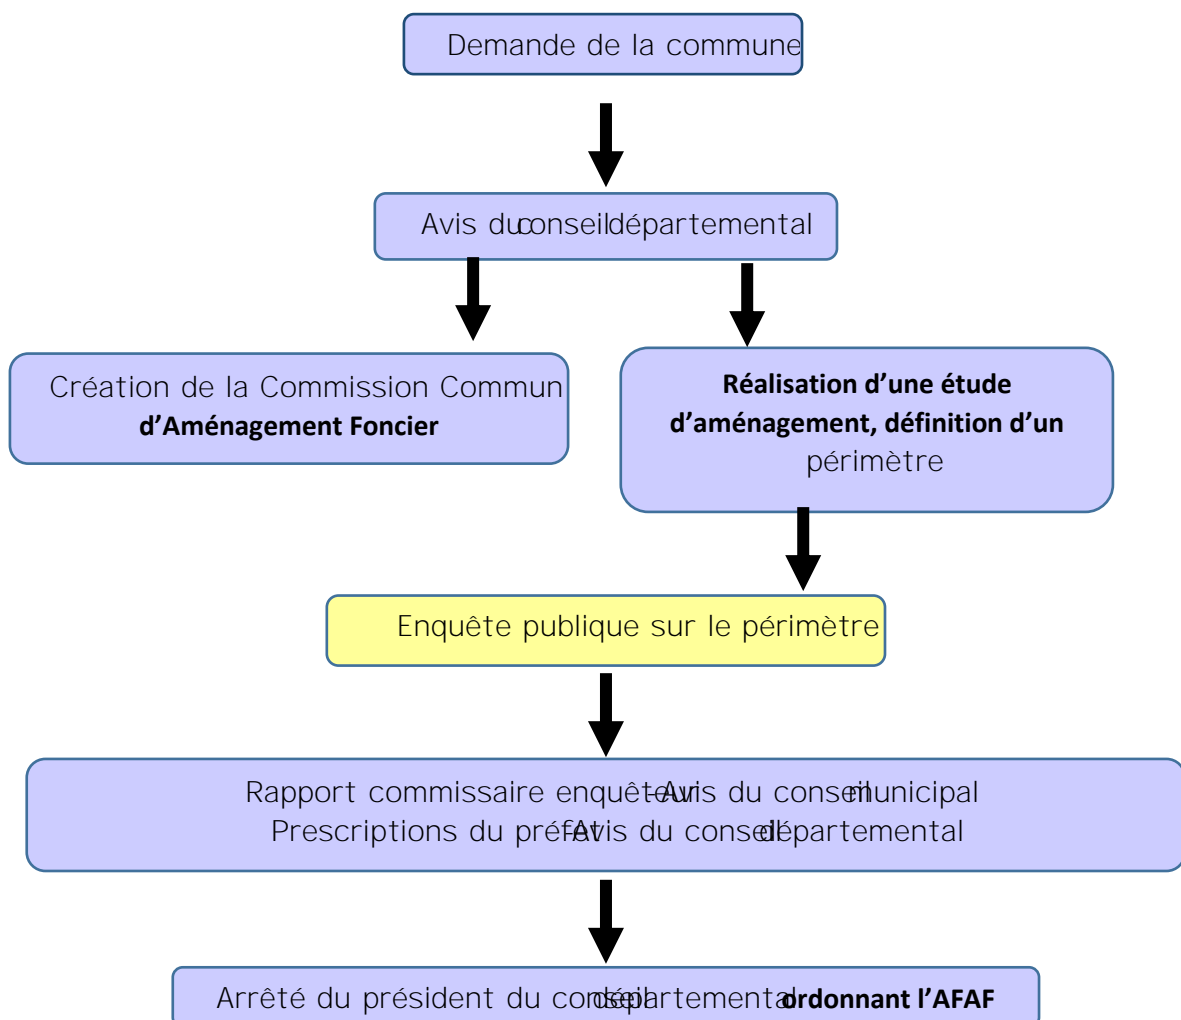 Demande de la commune
Avis du conseil départemental
Création de la Commission Commun
d’Aménagement Foncier
Réalisation d’une étude
d’aménagement, définition d’un
périmètre
Enquête publique sur le périmètre
Rapport commissaire enquêteur-Avis du conseil municipal
Prescriptions du préfet-Avis du conseil départemental
Arrêté du président du conseil départemental ordonnant l’AFAF